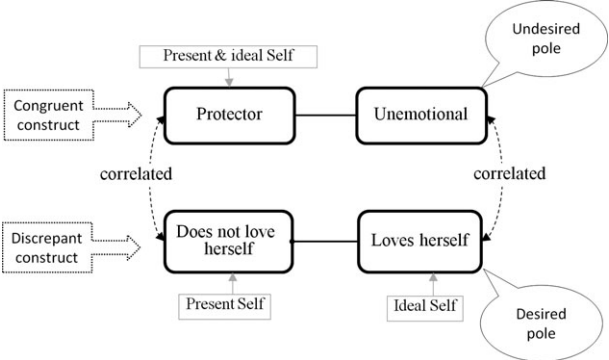 Undesired
pole
Present & ideal Self
Congruent
construct
Protector
Unemotional
correlated
correlated
Discrepant
construct
Does not love
herself
Loves herself
Present Self
Ideal Self
Desired
pole